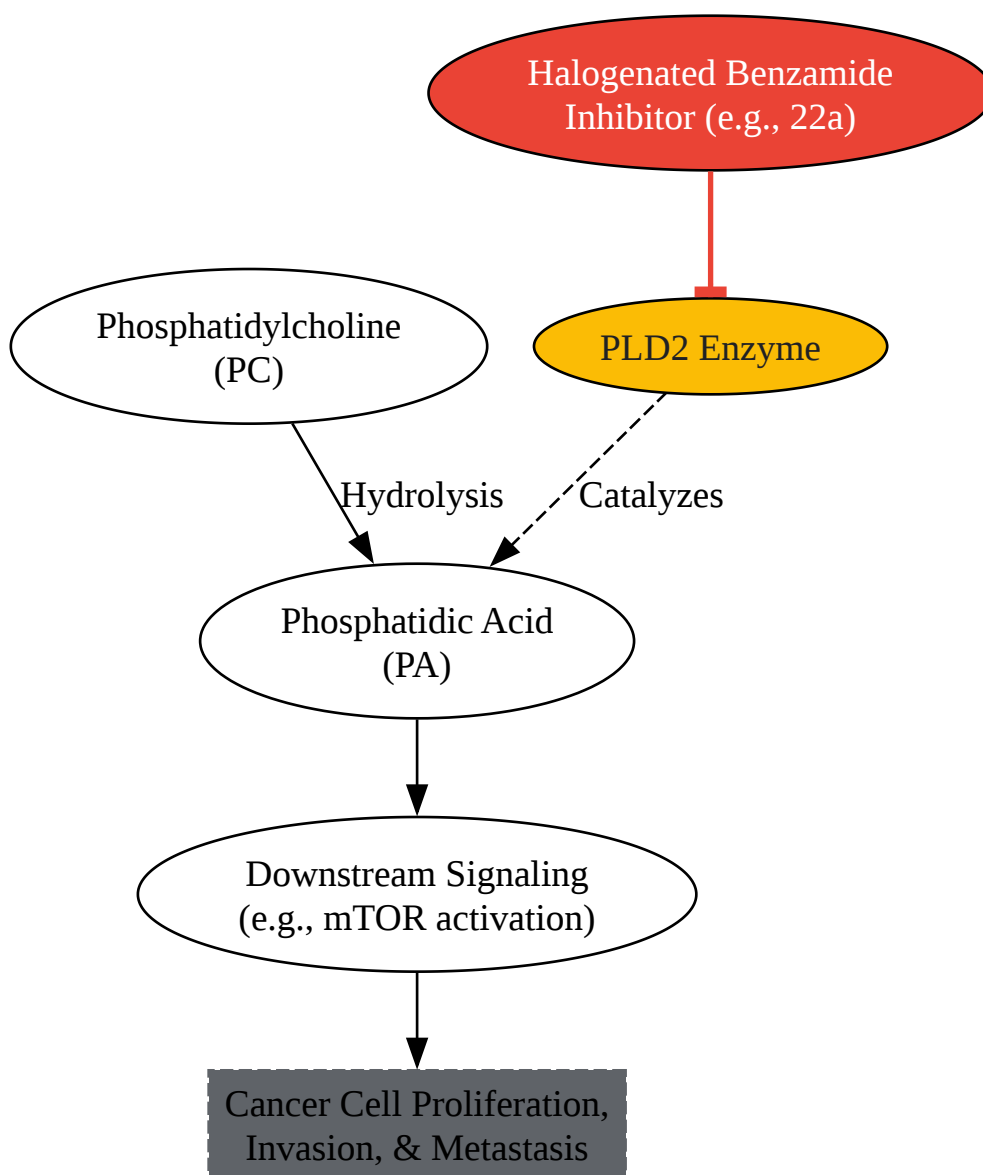 Halogenated Benzamide
Inhibitor (e.g., 22a)
Phosphatidylcholine
(PC)
PLD2 Enzyme
Hydrolysis
Catalyzes
Phosphatidic Acid
(PA)
Downstream Signaling
(e.g., mTOR activation)
Cancer Cell Proliferation,
Invasion, & Metastasis